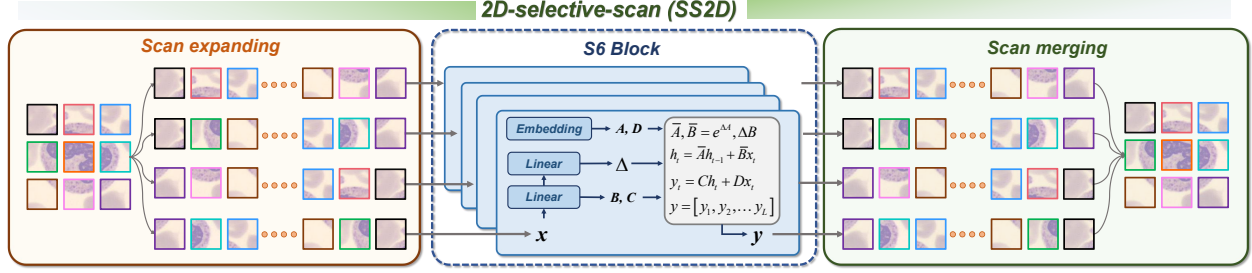 2D-selective-scan (SS2D)
Scan expanding
S6 Block
Embedding
A, D
Linear
Δ
Linear
B, C
x
A̅, B̅ = e^{ΔA}, ΔB
h_t = A̅h_{t-1} + B̅x_t
y_t = Ch_t + Dx_t
y = [y_1, y_2, … y_L]
y
Scan merging